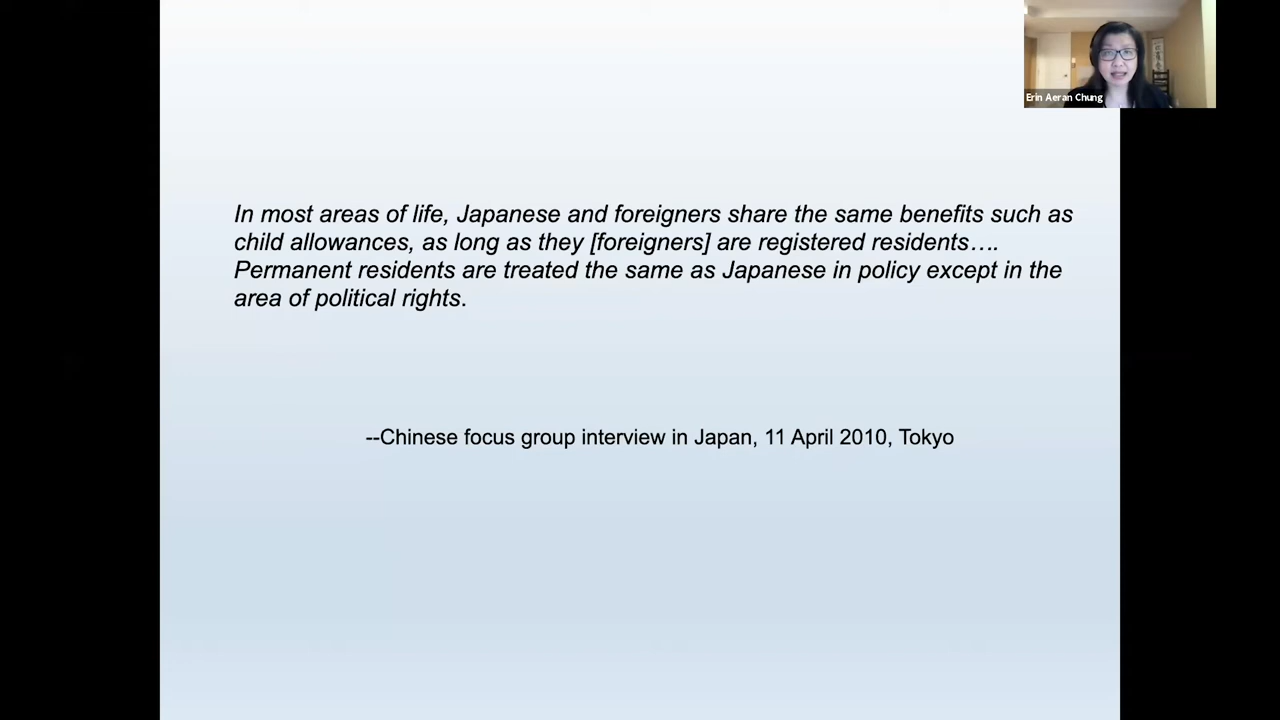 Erin Aeran Chung
In most areas of life, Japanese and foreigners share the same benefits such as
child allowances, as long as they [foreigners] are registered residents….
Permanent residents are treated the same as Japanese in policy except in the
area of political rights.
--Chinese focus group interview in Japan, 11 April 2010, Tokyo